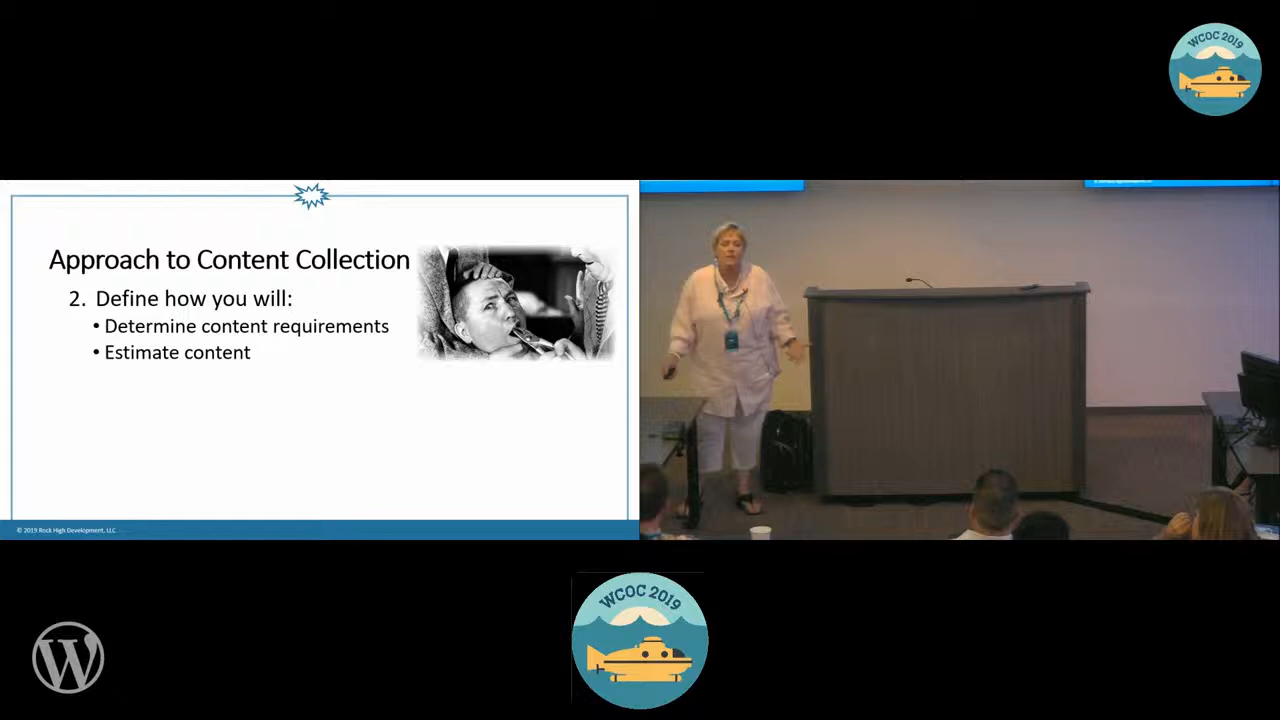 WCOC 2019
Approach to Content Collection
2. Define how you will:
• Determine content requirements
• Estimate content
© 2019 Rock High Development, LLC
WCOC 2019
W